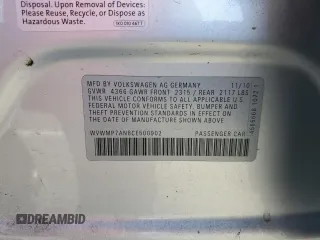 Disposal. Upon Removal of Devices:
Please Reuse, Recycle, or Dispose as
Hazardous Waste.
MFD BY VOLKSWAGEN AG GERMANY 11/10
GVWR 4366 GAWR FRONT 2315 / REAR 2117 LBS
THIS VEHICLE CONFORMS TO ALL APPLICABLE U.S.
FEDERAL MOTOR VEHICLE SAFETY, BUMPER AND
THEFT PREVENTION STANDARDS IN EFFECT ON THE
DATE OF MANUFACTURE SHOWN ABOVE.
WVWMP7AN8CE500902 PASSENGER CAR
DREAMBID